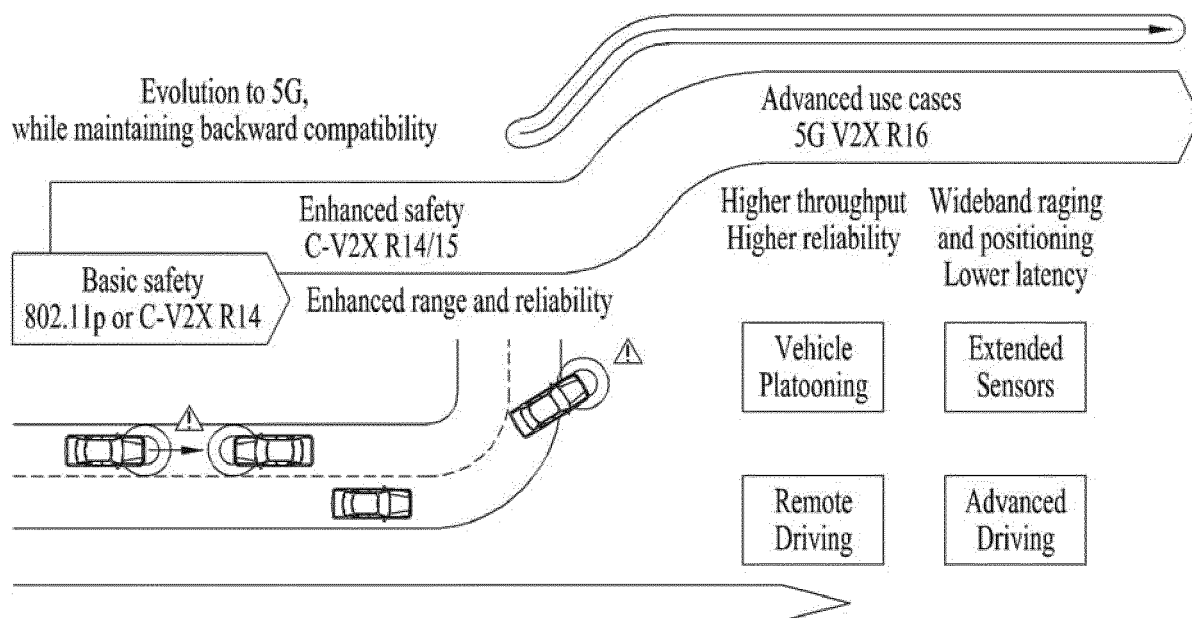 Evolution to 5G,
while maintaining backward compatibility
Advanced use cases
5G V2X R16
Enhanced safety
C-V2X R14/15
Higher throughput
Higher reliability
Wideband raging
and positioning
Lower latency
Basic safety
802.11p or C-V2X R14
Enhanced range and reliability
Vehicle
Platooning
Extended
Sensors
Remote
Driving
Advanced
Driving